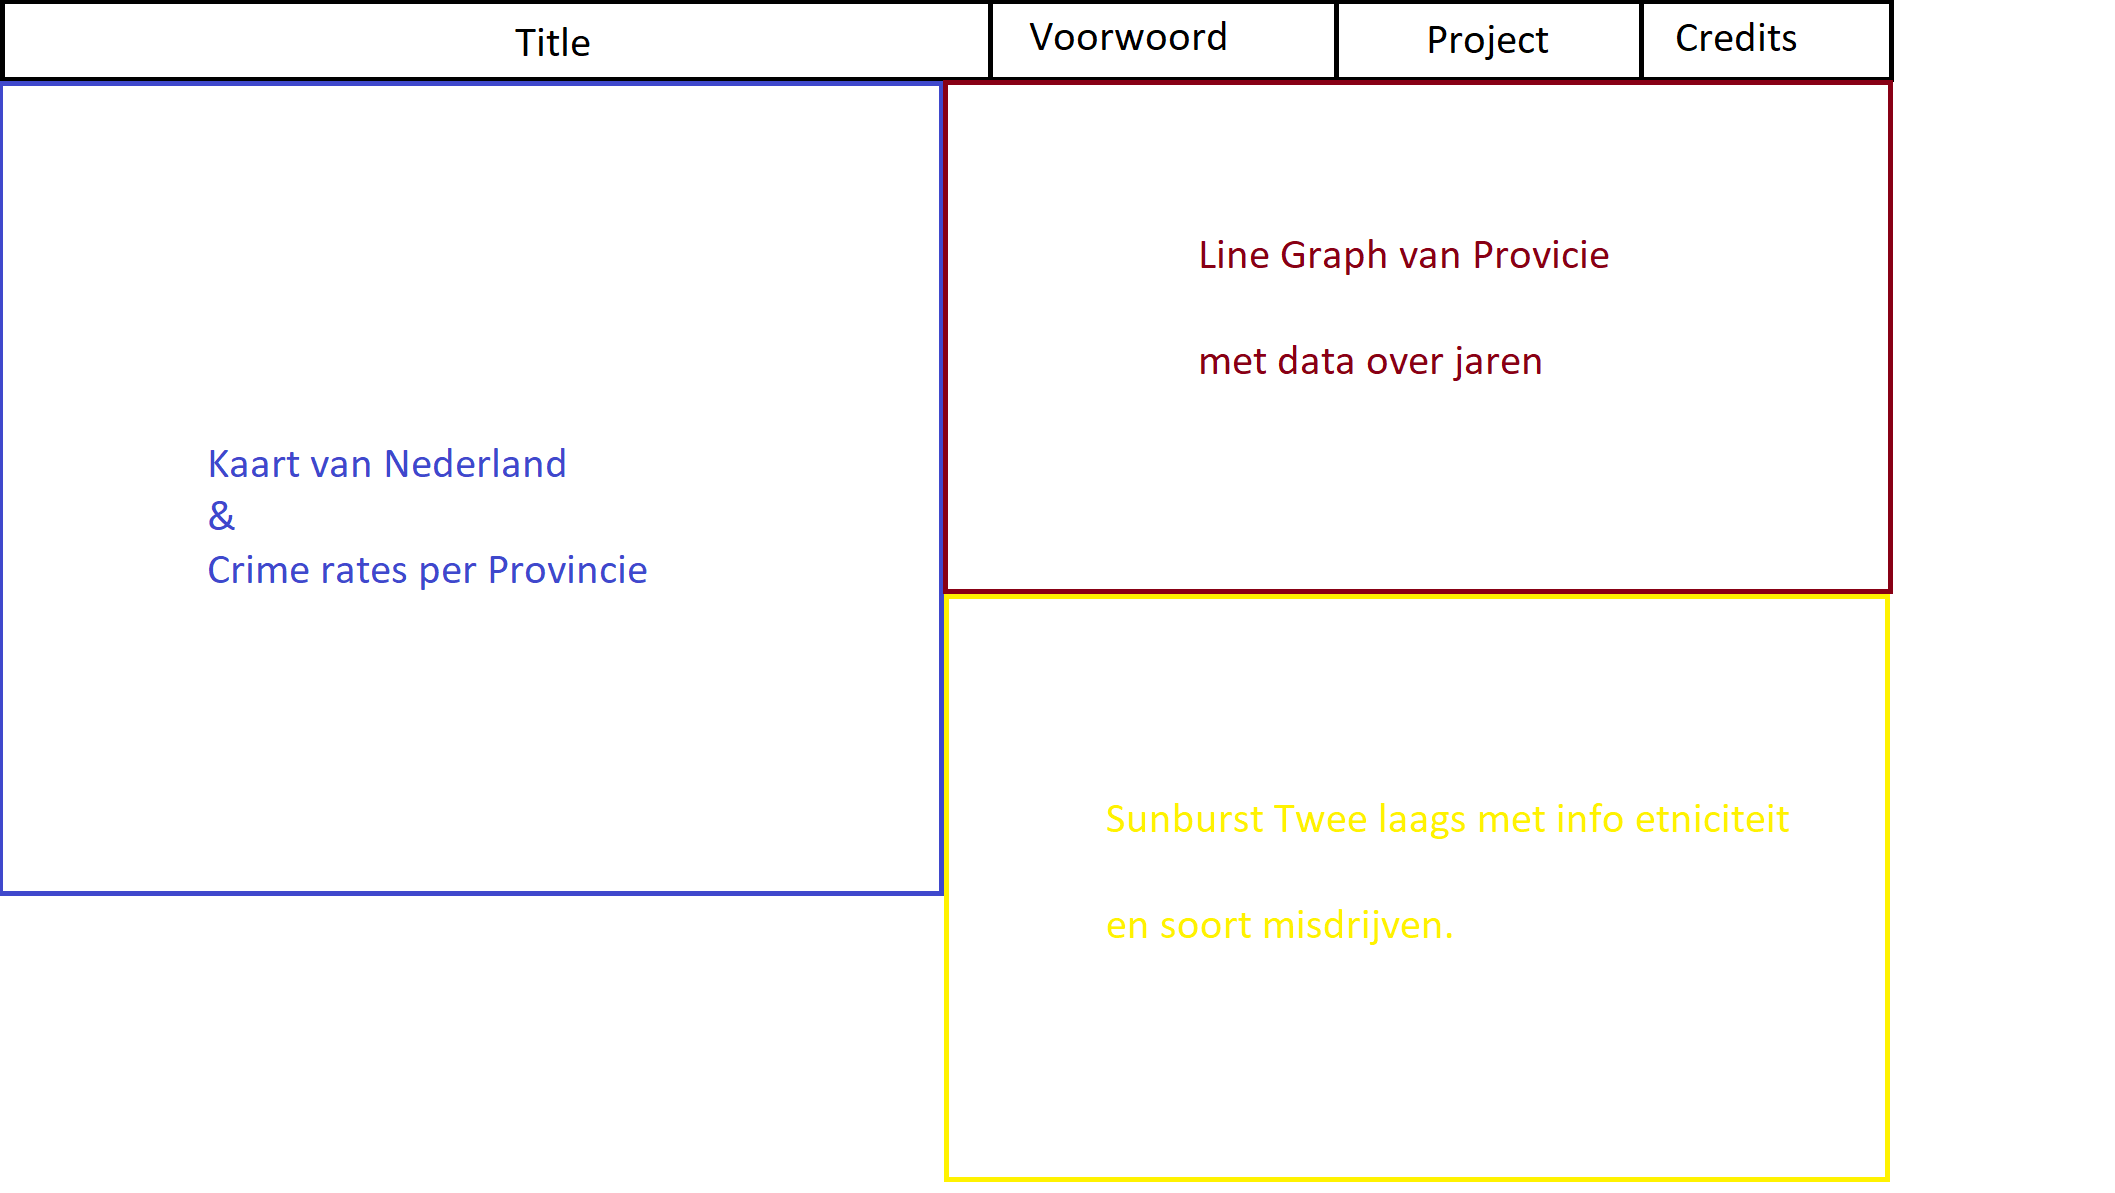 Title
Voorwoord
Project
Credits
Kaart van Nederland
&
Crime rates per Provincie
Line Graph van Provicie
met data over jaren
Sunburst Twee laags met info etniciteit
en soort misdrijven.